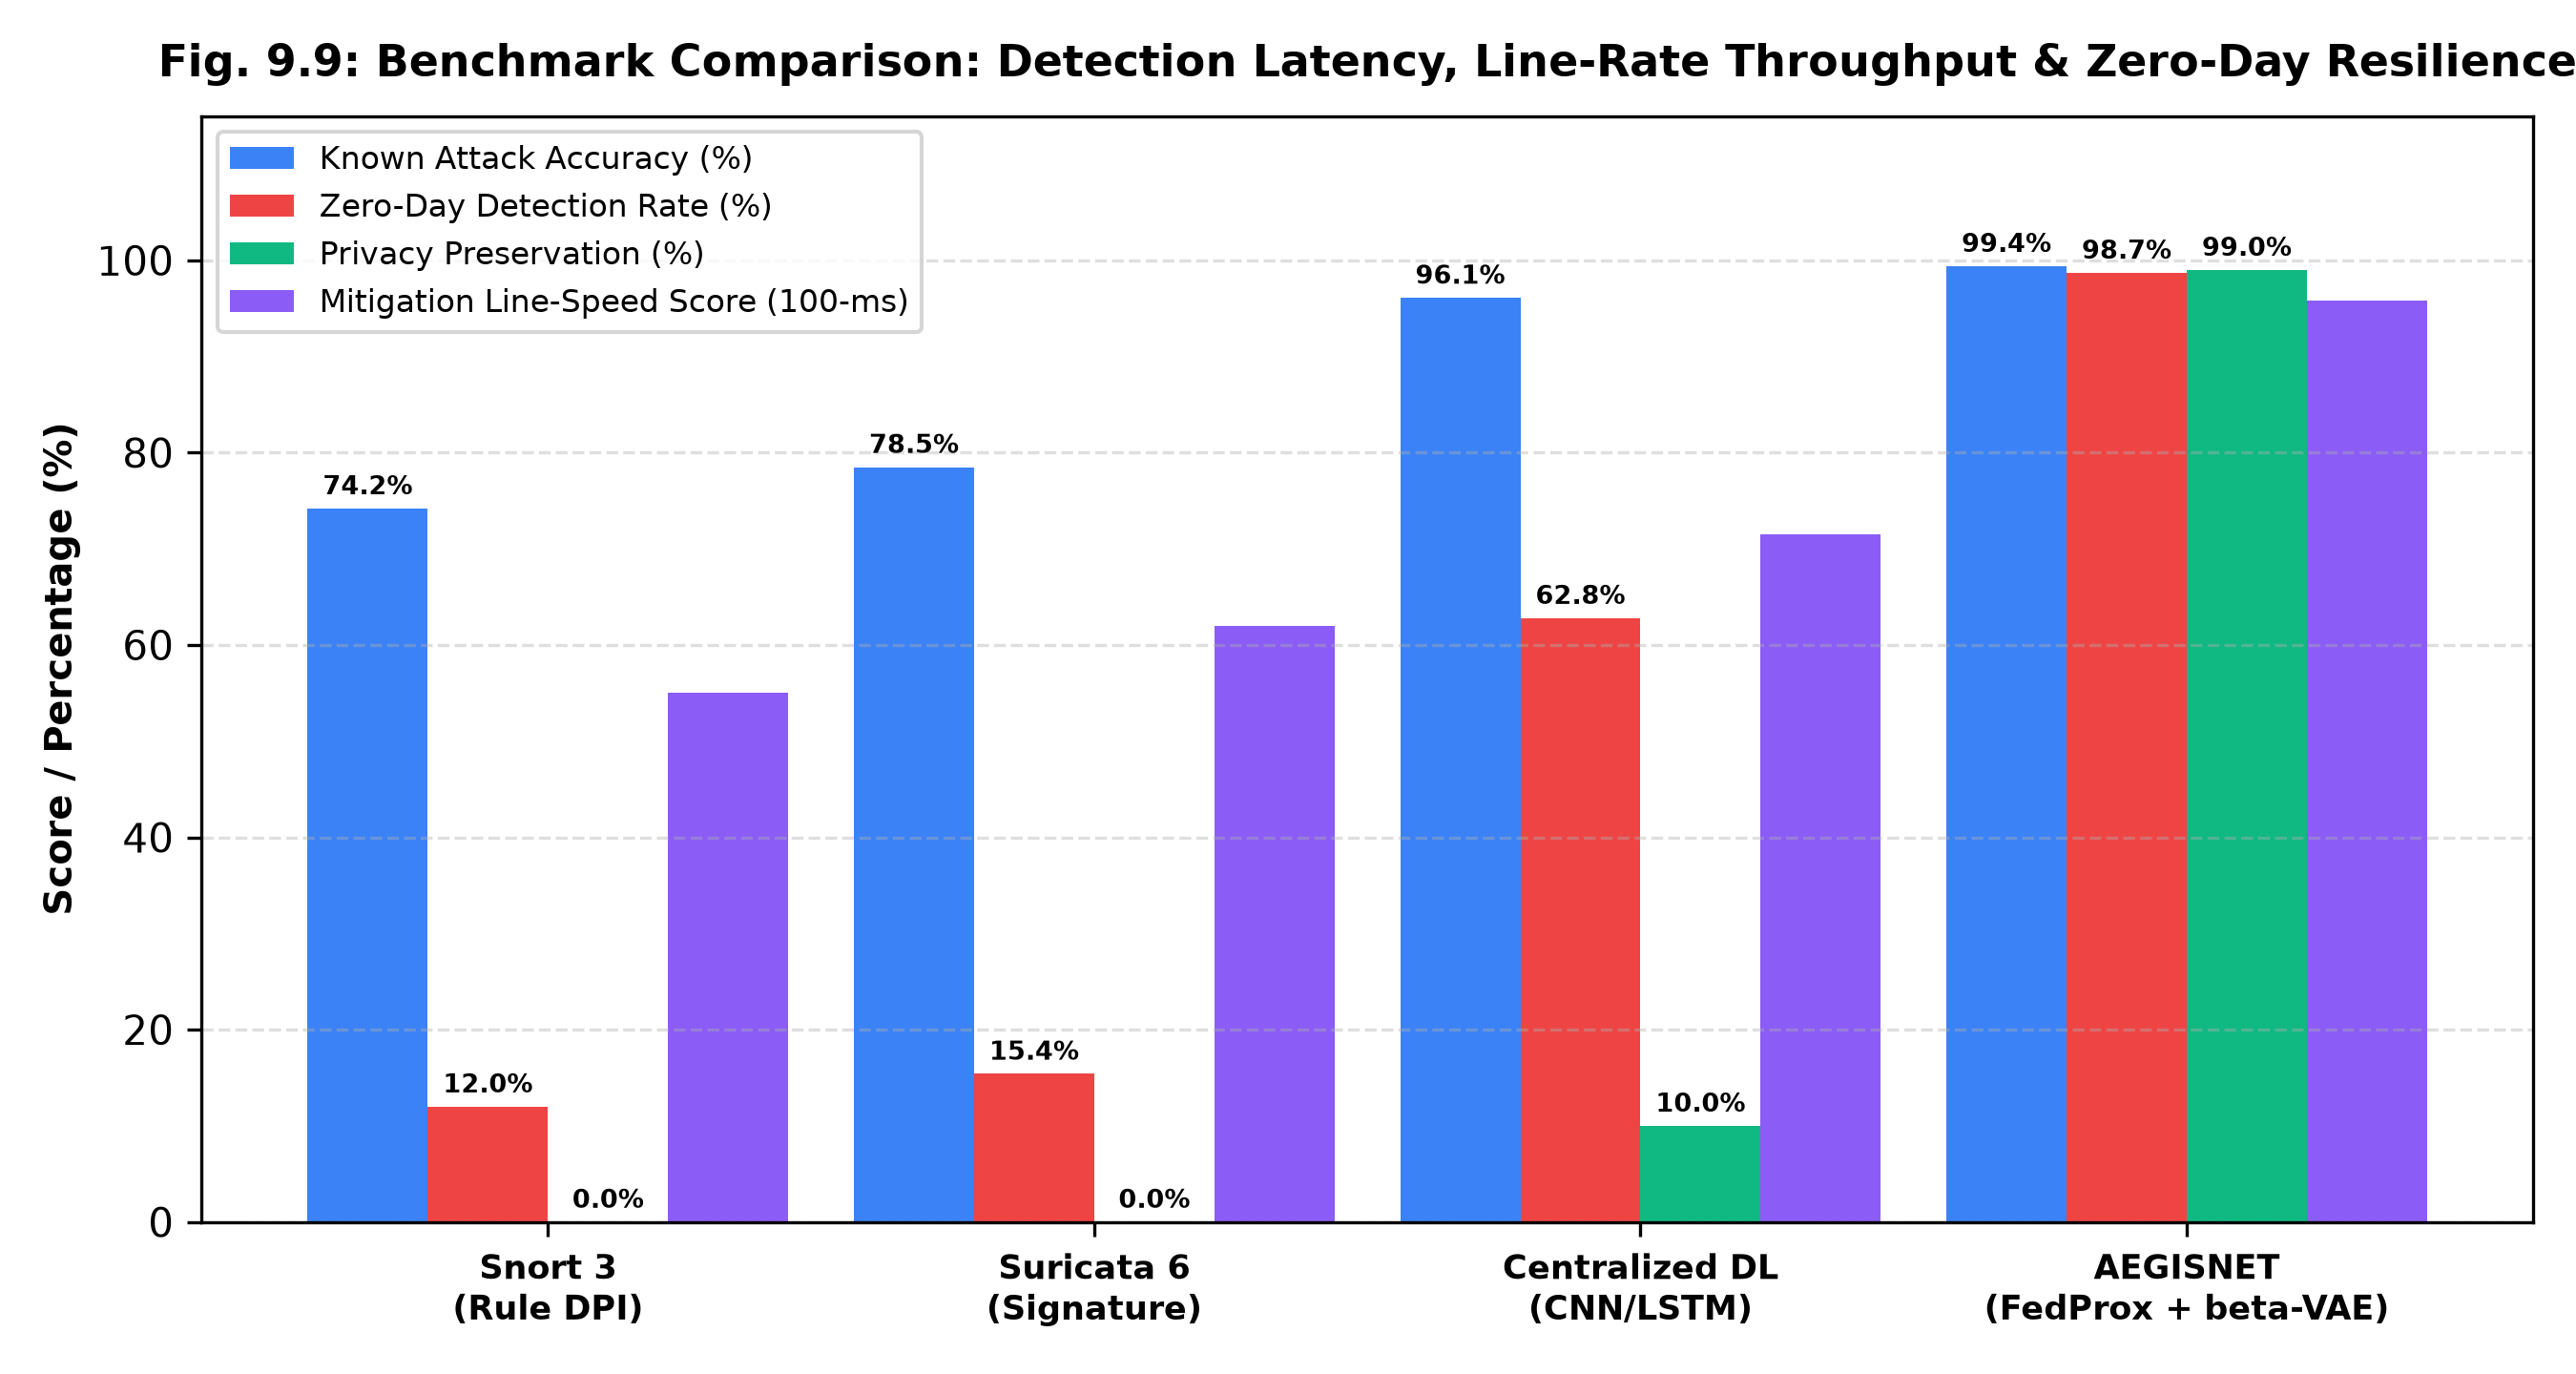 Fig. 9.9: Benchmark Comparison: Detection Latency, Line-Rate Throughput & Zero-Day Resilience
Known Attack Accuracy (%)
Zero-Day Detection Rate (%)
Privacy Preservation (%)
Mitigation Line-Speed Score (100-ms)
Score / Percentage (%)
100
80
60
40
20
0
74.2%
12.0%
0.0%
78.5%
15.4%
0.0%
96.1%
62.8%
10.0%
99.4%
98.7%
99.0%
Snort 3
(Rule DPI)
Suricata 6
(Signature)
Centralized DL
(CNN/LSTM)
AEGISNET
(FedProx + beta-VAE)